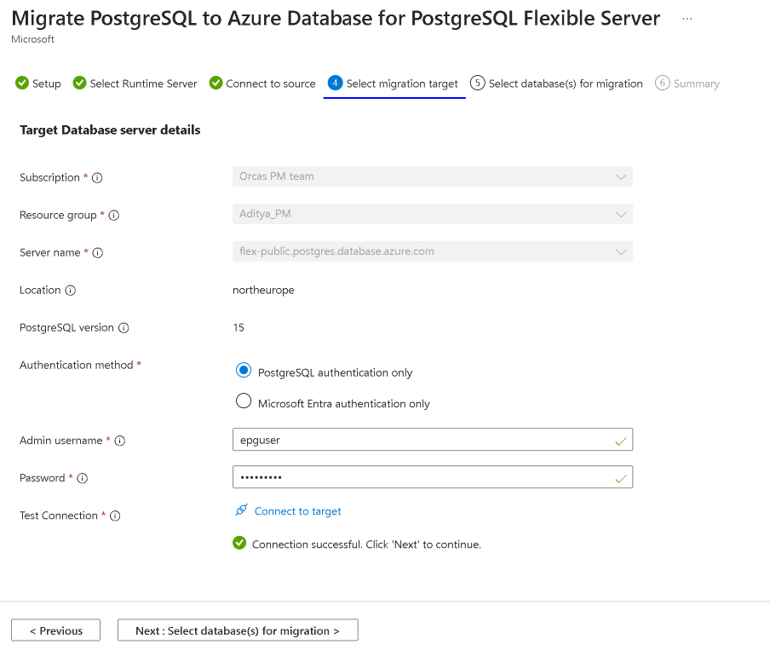 Migrate PostgreSQL to Azure Database for PostgreSQL Flexible Server ...
Microsoft
Setup Select Runtime Server Connect to source 4 Select migration target 5 Select database(s) for migration 6 Summary
Target Database server details
Subscription * Orcas PM team
Resource group * Aditya_PM
Server name * flex-public.postgres.database.azure.com
Location northeurope
PostgreSQL version 15
Authentication method *
PostgreSQL authentication only
Microsoft Entra authentication only
Admin username * epguser
Password * •••••••••
Test Connection * Connect to target
Connection successful. Click 'Next' to continue.
< Previous Next : Select database(s) for migration >